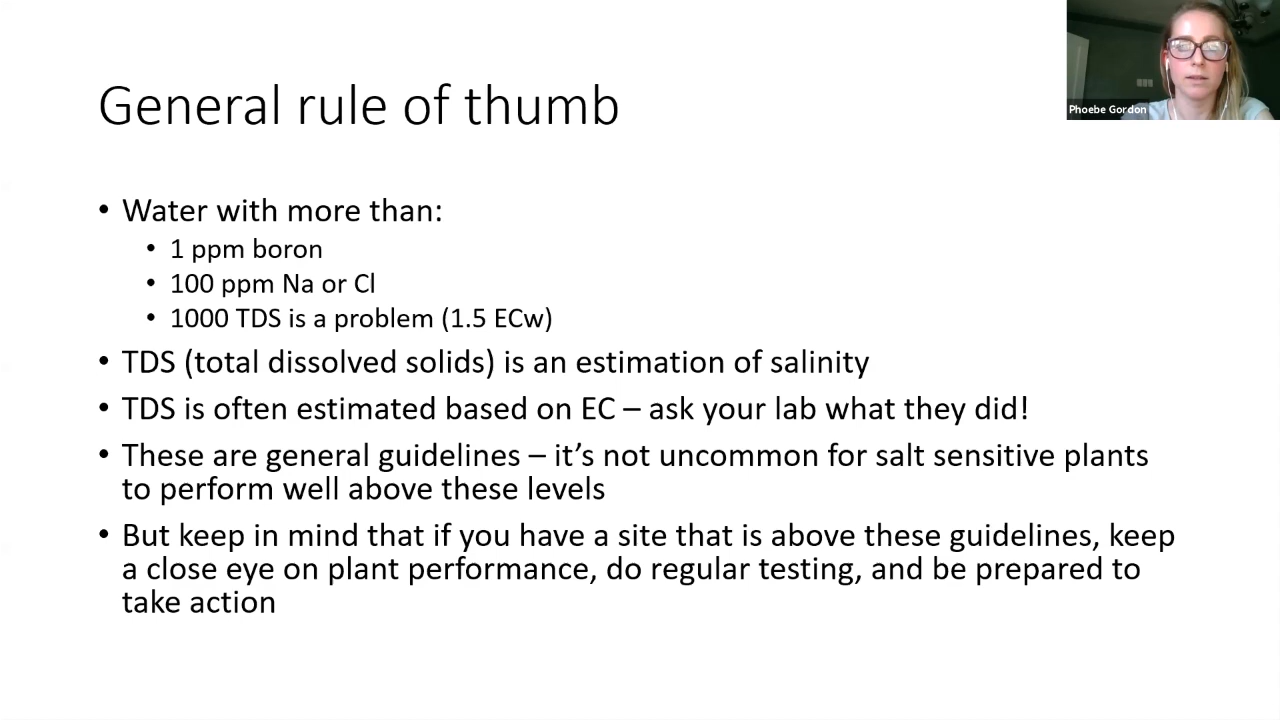 General rule of thumb
Phoebe Gordon
• Water with more than:
• 1 ppm boron
• 100 ppm Na or Cl
• 1000 TDS is a problem (1.5 ECw)
• TDS (total dissolved solids) is an estimation of salinity
• TDS is often estimated based on EC – ask your lab what they did!
• These are general guidelines – it’s not uncommon for salt sensitive plants
to perform well above these levels
• But keep in mind that if you have a site that is above these guidelines, keep
a close eye on plant performance, do regular testing, and be prepared to
take action